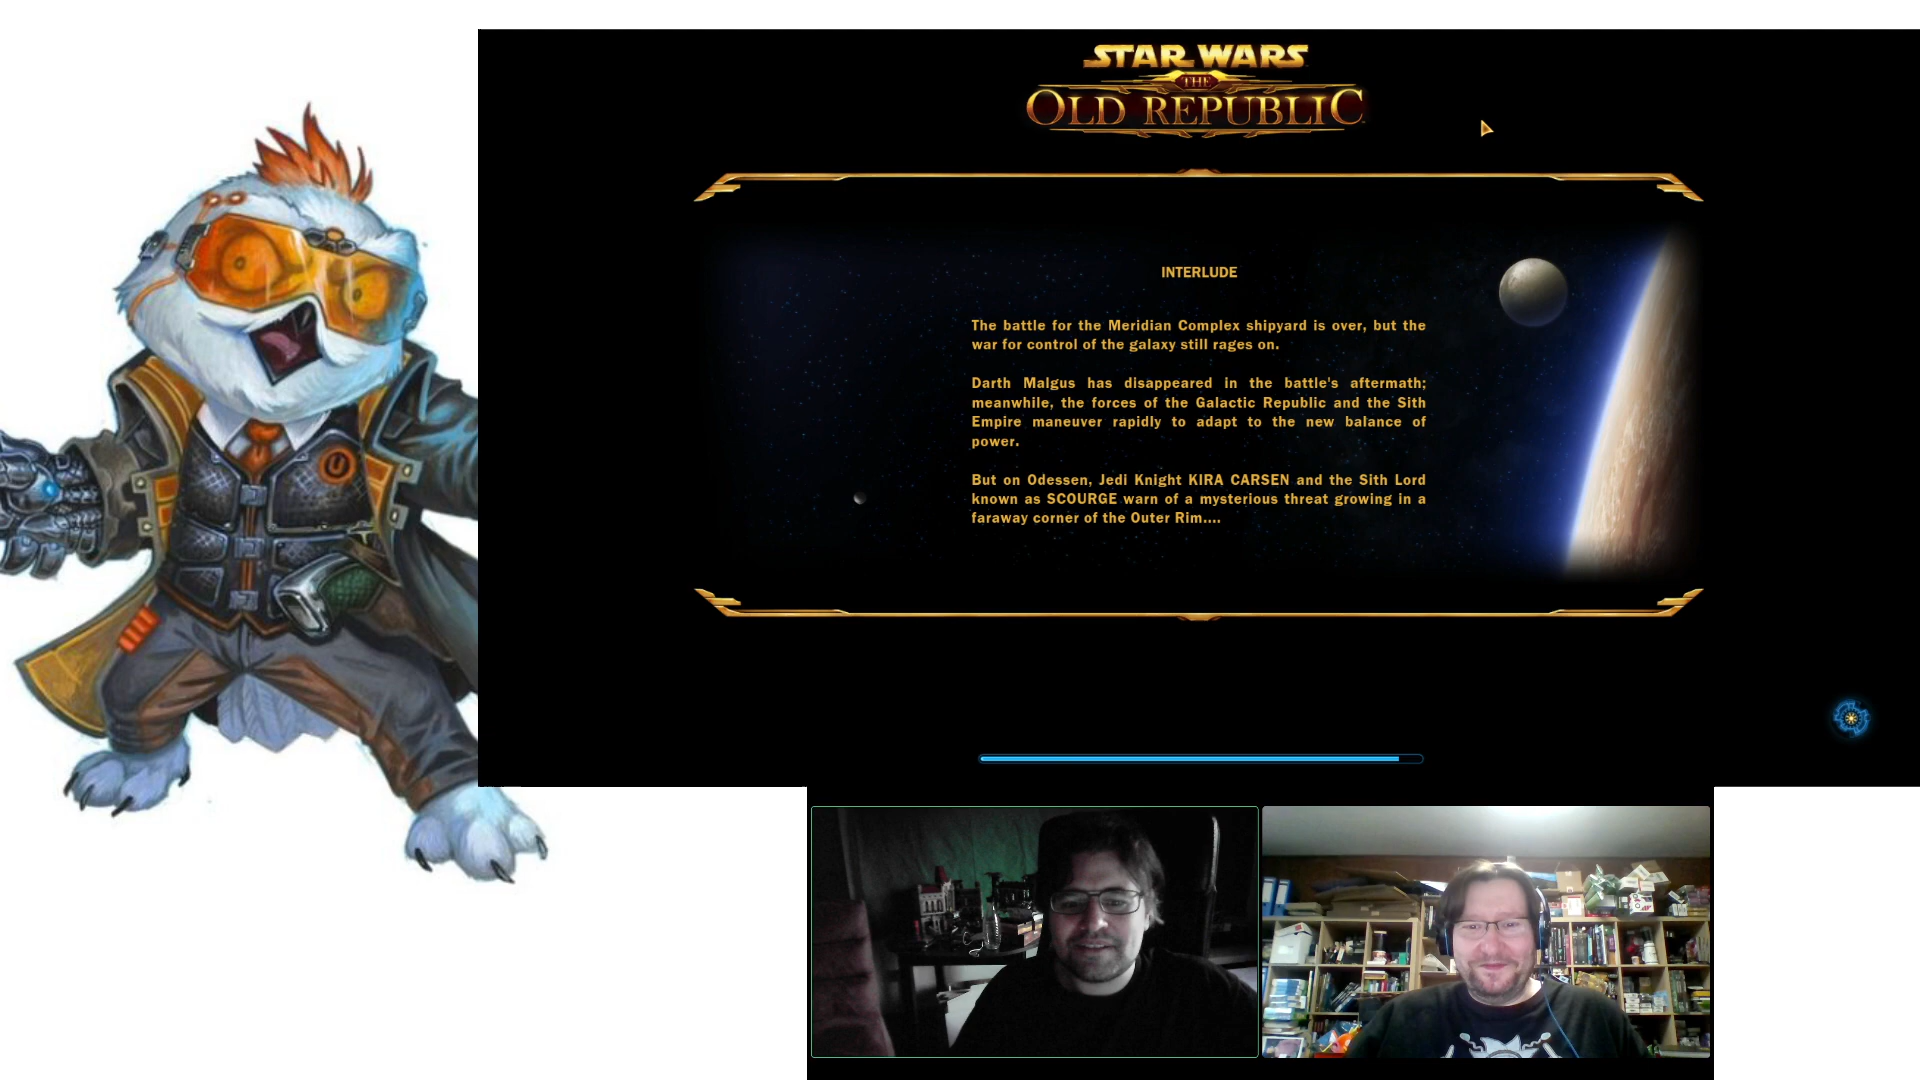 STAR WARS
THE
OLD REPUBLIC
INTERLUDE
The battle for the Meridian Complex shipyard is over, but the
war for control of the galaxy still rages on.
Darth Malgus has disappeared in the battle's aftermath;
meanwhile, the forces of the Galactic Republic and the Sith
Empire maneuver rapidly to adapt to the new balance of
power.
But on Odessen, Jedi Knight KIRA CARSEN and the Sith Lord
known as SCOURGE warn of a mysterious threat growing in a
faraway corner of the Outer Rim....